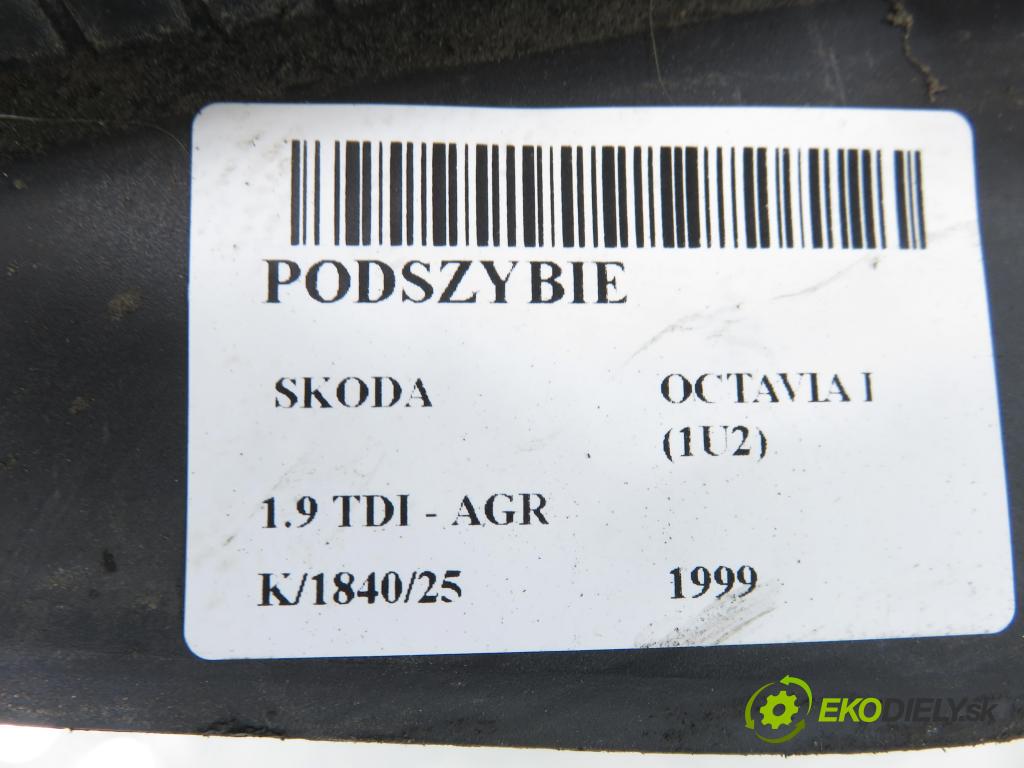 PODSZYBIE
SKODA
OCTAVIA I
(1U2)
1.9 TDI - AGR
K/1840/25
1999
EKODIELY.sk